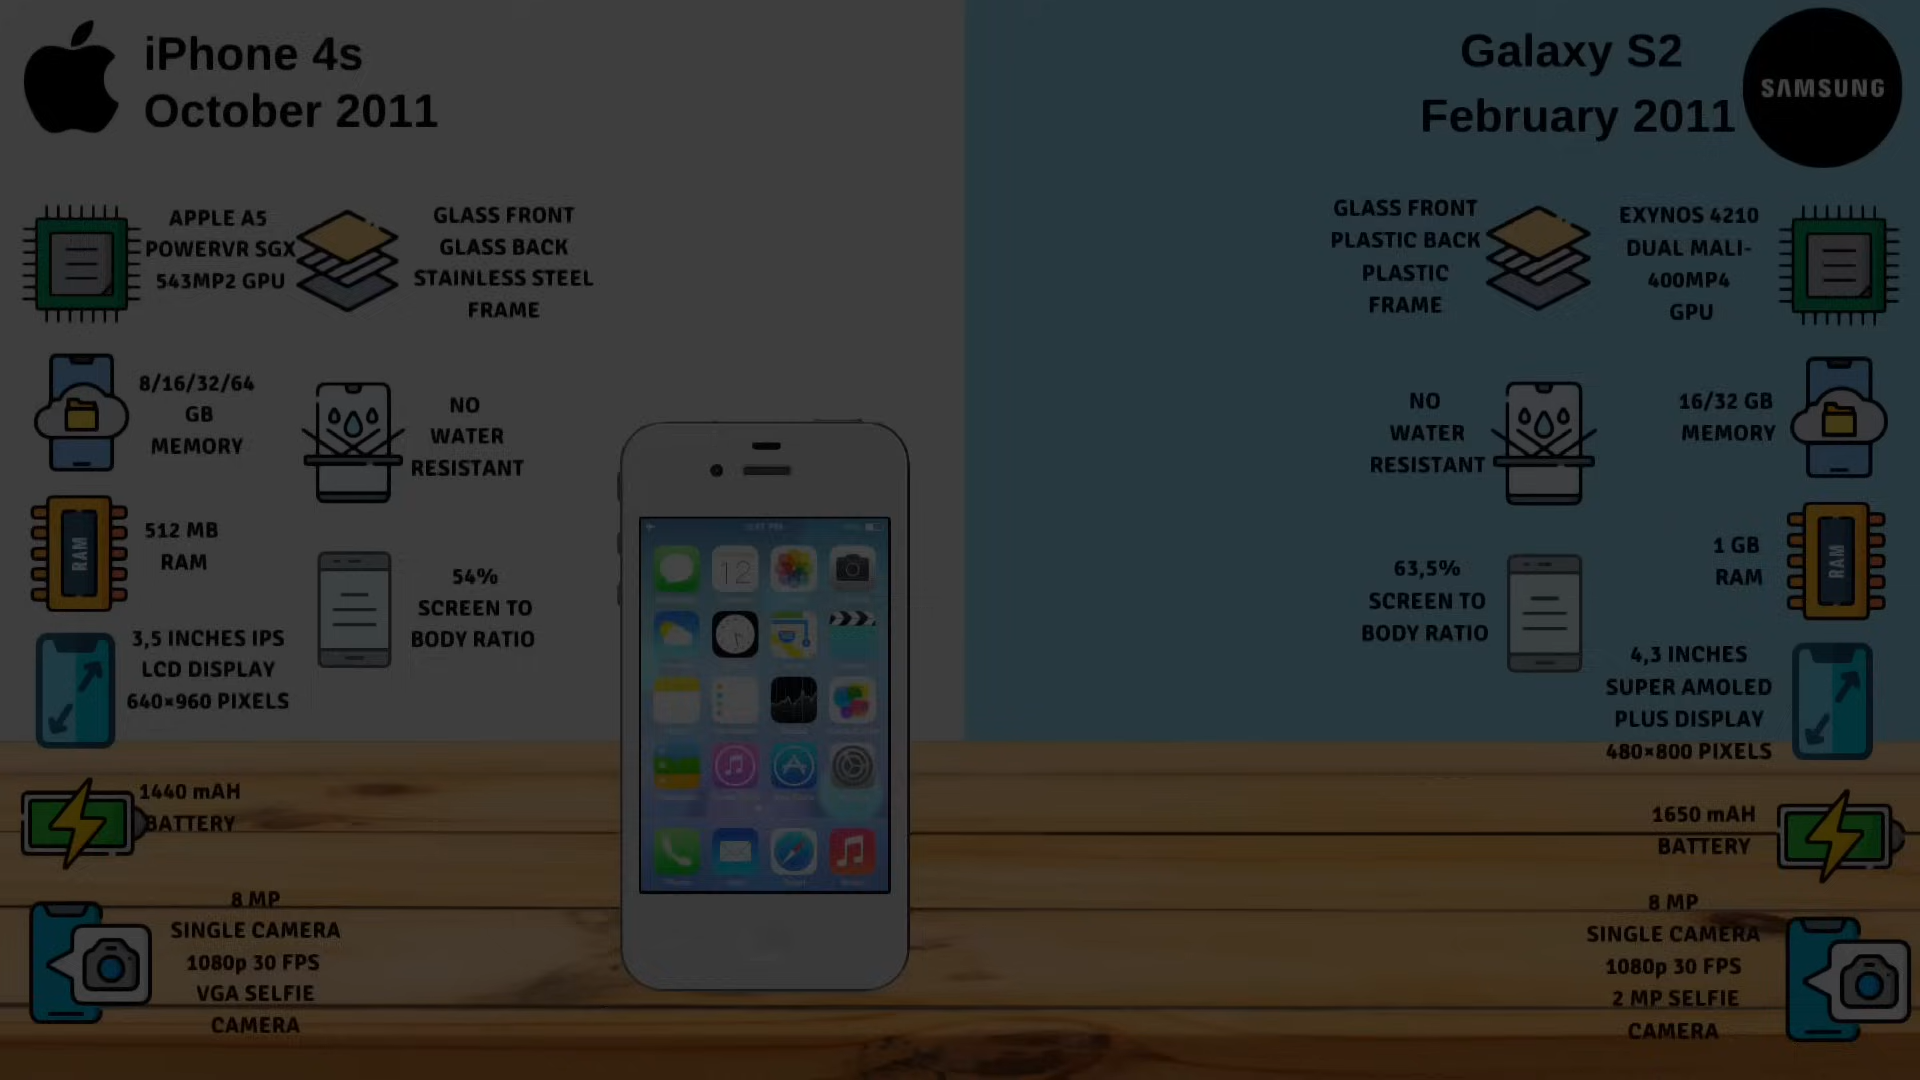 iPhone 4s
October 2011
APPLE A5
POWERVR SGX
543MP2 GPU
GLASS FRONT
GLASS BACK
STAINLESS STEEL
FRAME
8/16/32/64
GB
MEMORY
NO
WATER
RESISTANT
RAM
512 MB
RAM
54%
SCREEN TO
BODY RATIO
3,5 INCHES IPS
LCD DISPLAY
640×960 PIXELS
1440 mAH
BATTERY
8 MP
SINGLE CAMERA
1080p 30 FPS
VGA SELFIE
CAMERA
12
Galaxy S2
February 2011
SAMSUNG
GLASS FRONT
PLASTIC BACK
PLASTIC
FRAME
EXYNOS 4210
DUAL MALI-
400MP4
GPU
NO
WATER
RESISTANT
16/32 GB
MEMORY
63,5%
SCREEN TO
BODY RATIO
1 GB
RAM
RAM
4,3 INCHES
SUPER AMOLED
PLUS DISPLAY
480×800 PIXELS
1650 mAH
BATTERY
8 MP
SINGLE CAMERA
1080p 30 FPS
2 MP SELFIE
CAMERA